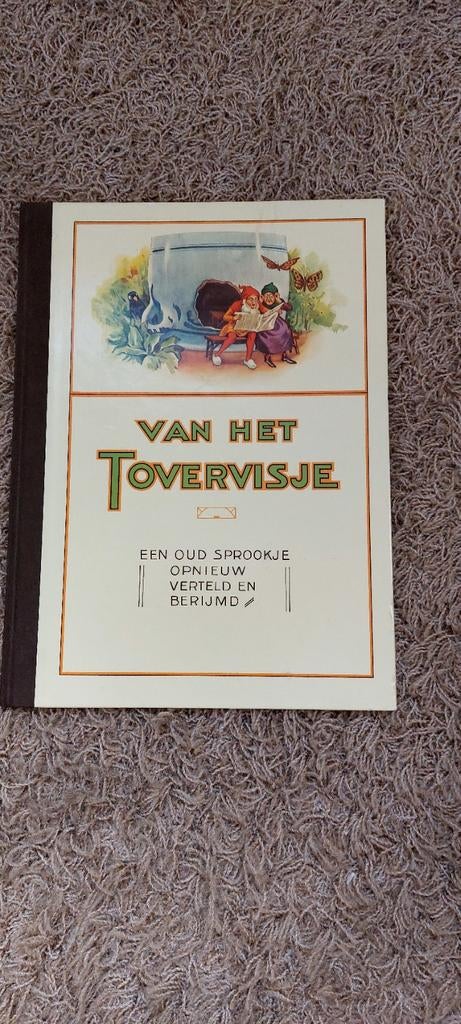 VAN HET
TOVERVISJE
EEN OUD SPROOKJE
OPNIEUW
VERTELD EN
BERIJMD